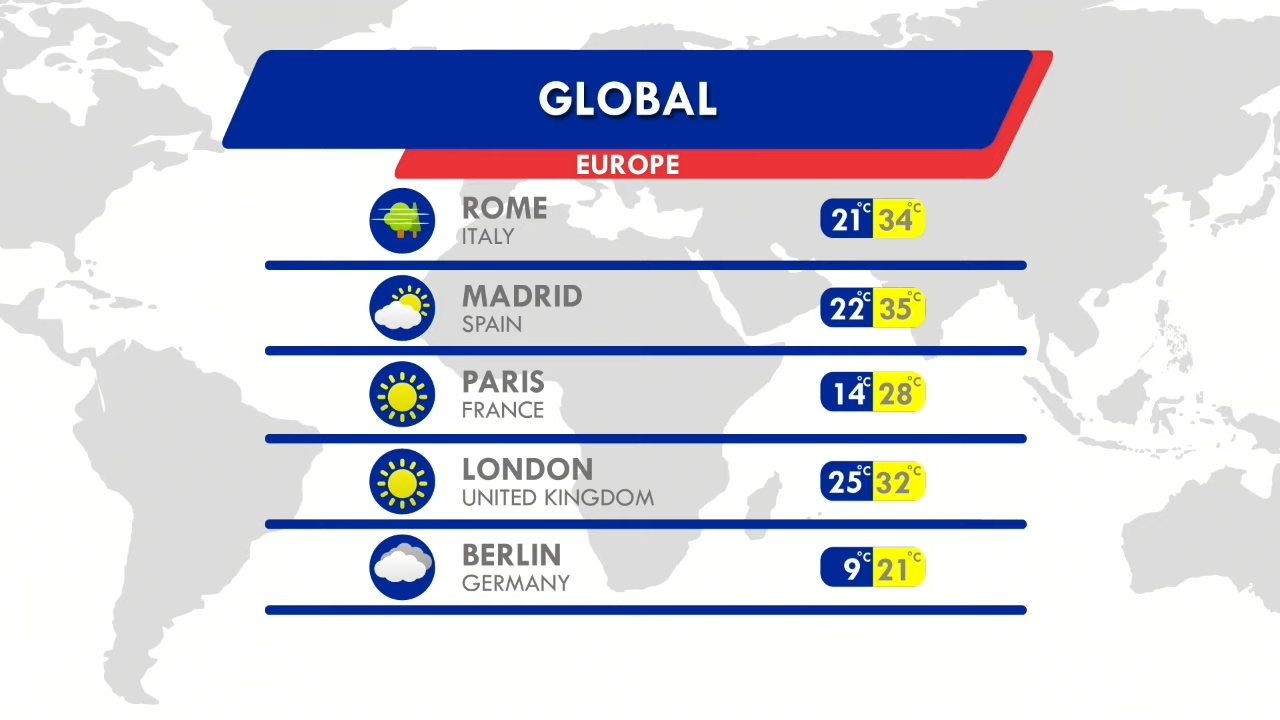 GLOBAL
EUROPE
ROME
ITALY
21°C 34°C
MADRID
SPAIN
22°C 35°C
PARIS
FRANCE
14°C 28°C
LONDON
UNITED KINGDOM
25°C 32°C
BERLIN
GERMANY
9°C 21°C